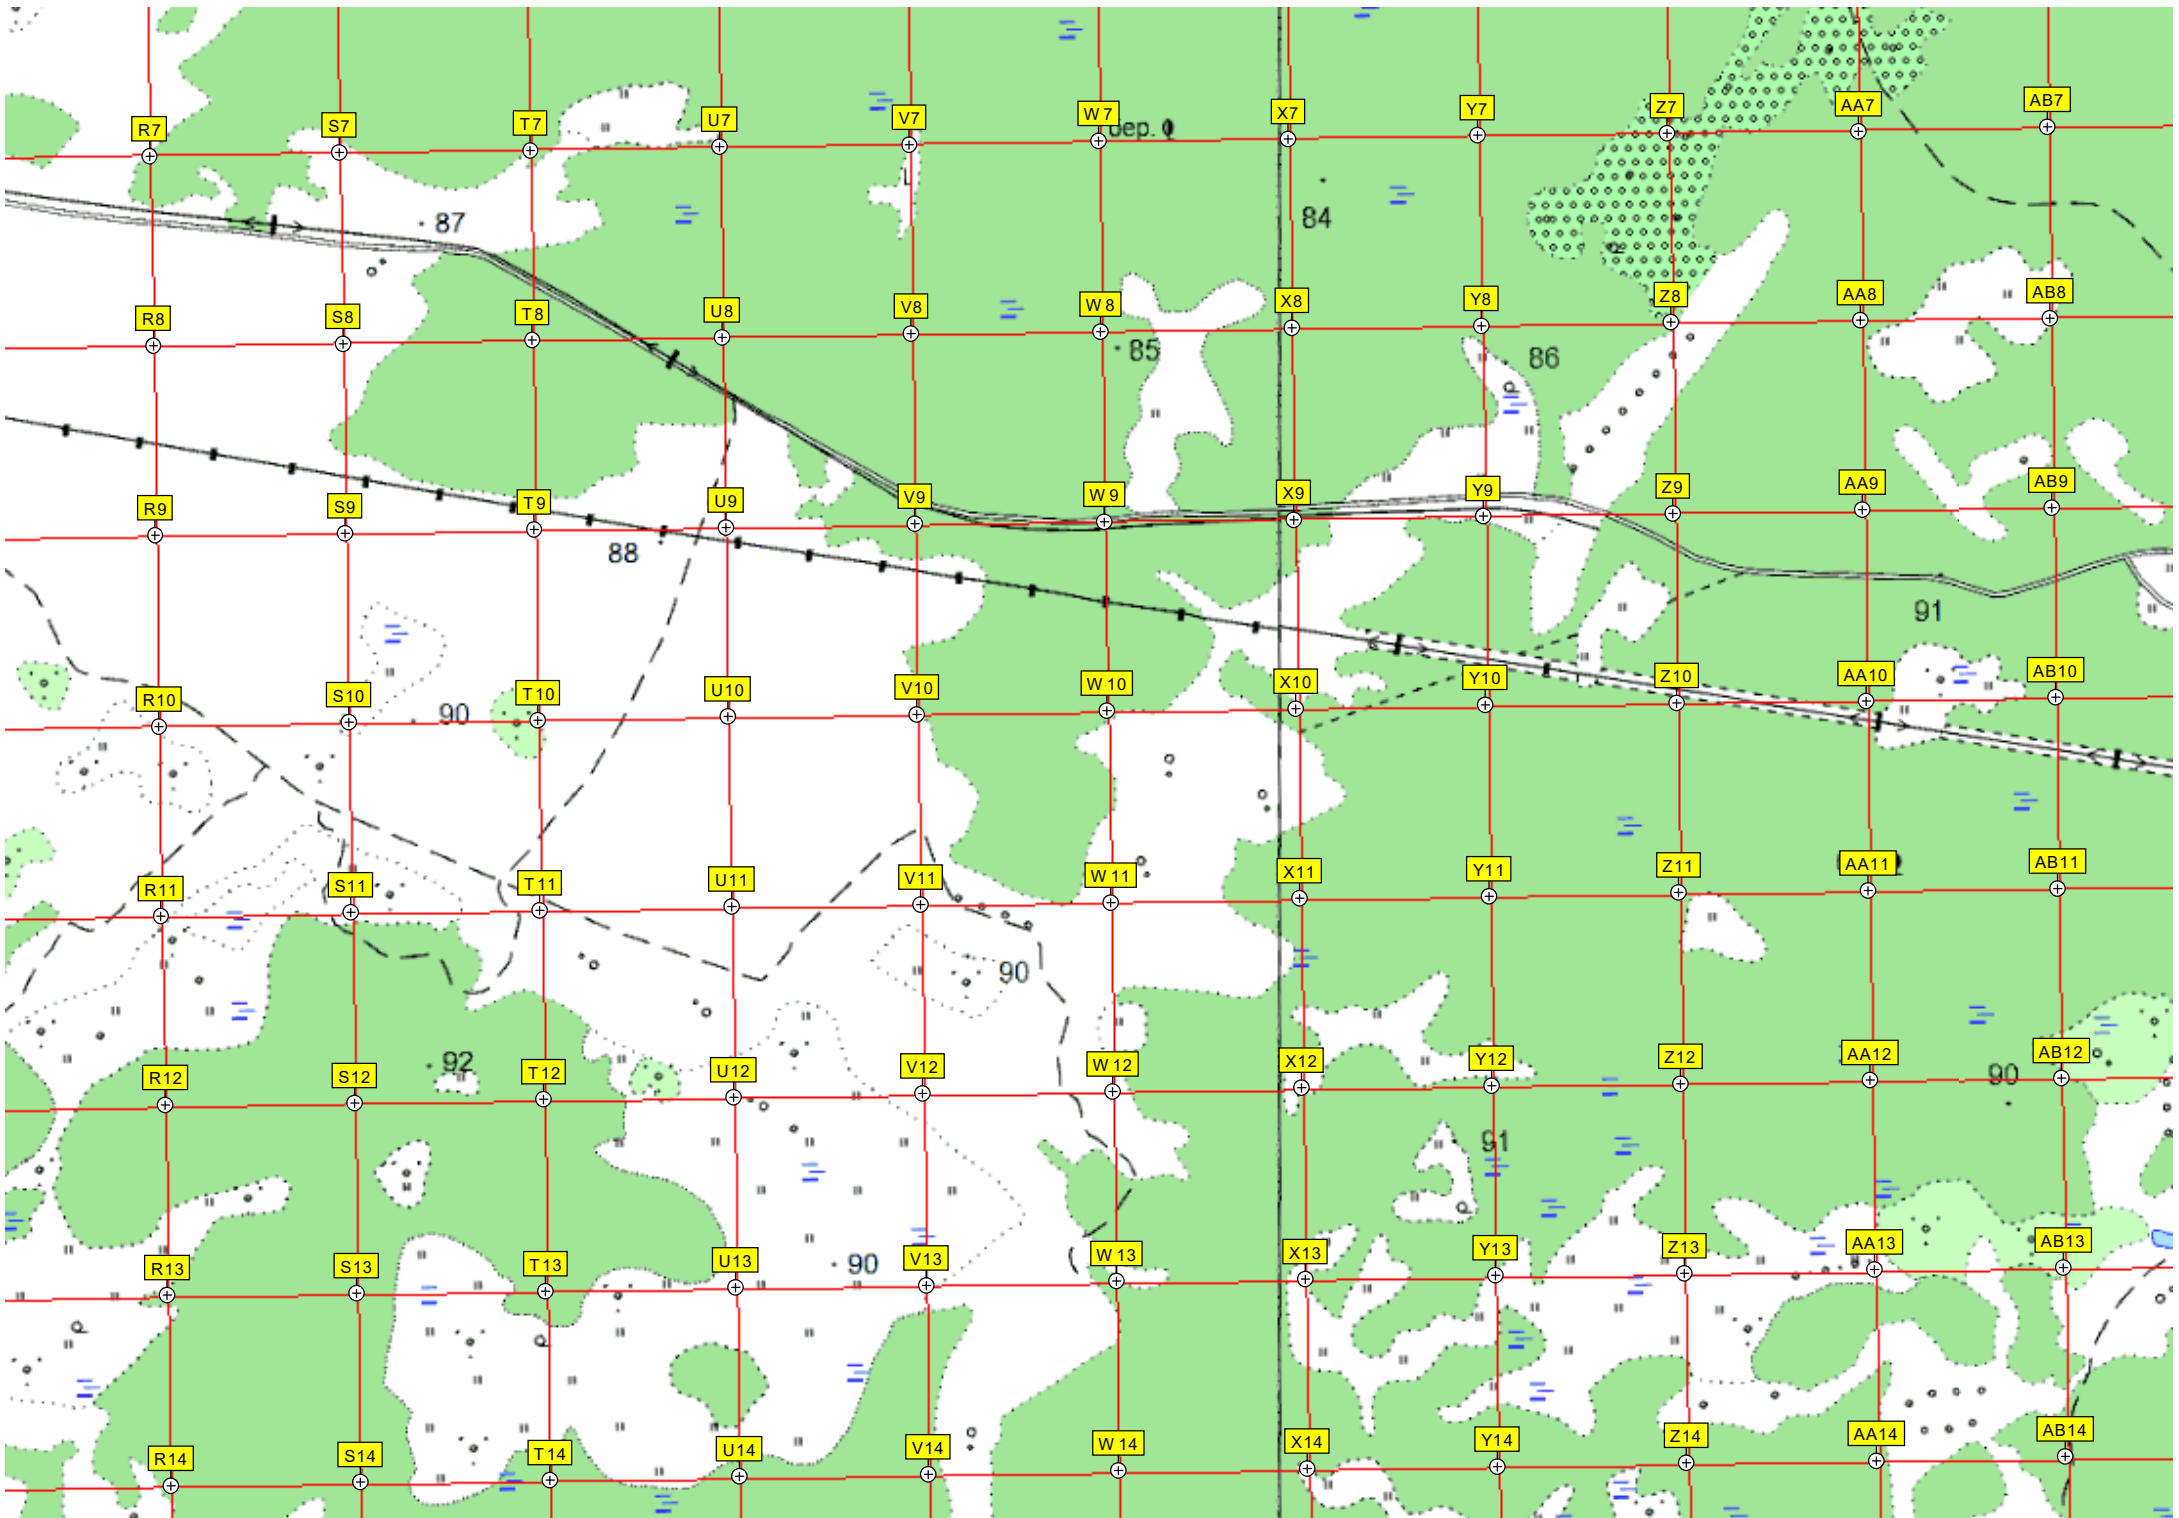 R7 S7 T7 U7 V7 W7 X7 Y7 Z7 AA7 AB7
бер.
87
84
R8 S8 T8 U8 V8 W8 X8 Y8 Z8 AA8 AB8
85
86
R9 S9 T9 U9 V9 W9 X9 Y9 Z9 AA9 AB9
88
91
R10 S10 T10 U10 V10 W10 X10 Y10 Z10 AA10 AB10
90
R11 S11 T11 U11 V11 W11 X11 Y11 Z11 AA11 AB11
90
R12 S12 T12 U12 V12 W12 X12 Y12 Z12 AA12 AB12
92
90
91
R13 S13 T13 U13 V13 W13 X13 Y13 Z13 AA13 AB13
90
R14 S14 T14 U14 V14 W14 X14 Y14 Z14 AA14 AB14